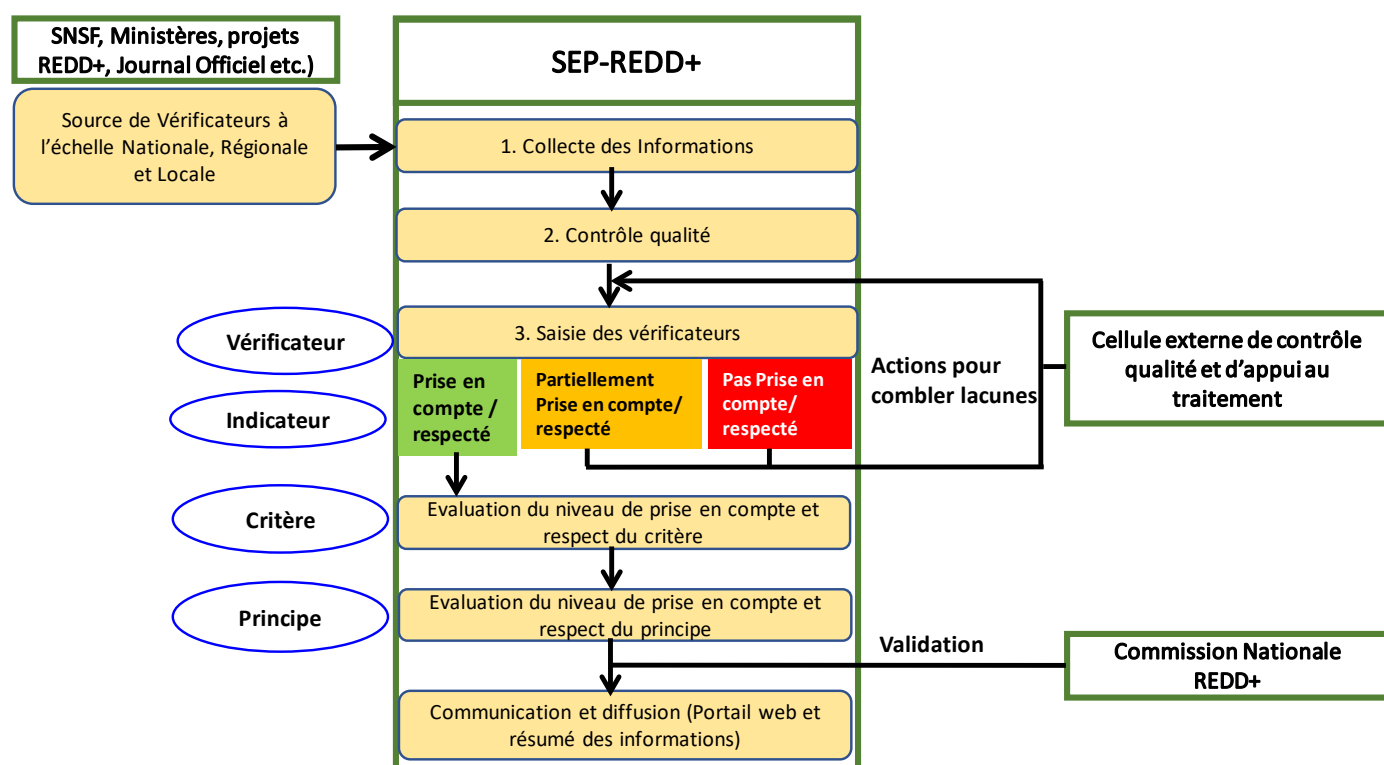 SNSF, Ministères, projets
REDD+, Journal Officiel etc.)
SEP-REDD+
Source de Vérificateurs à
l'échelle Nationale, Régionale
et Locale
1. Collecte des Informations
2. Contrôle qualité
3. Saisie des vérificateurs
Vérificateur
Indicateur
Critère
Principe
Prise en
compte /
respecté
Partiellement
Prise en compte/
respecté
Pas Prise en
compte/
respecté
Actions pour
combler lacunes
Cellule externe de contrôle
qualité et d'appui au
traitement
Evaluation du niveau de prise en compte et
respect du critère
Evaluation du niveau de prise en compte et
respect du principe
Validation
Commission Nationale
REDD+
Communication et diffusion (Portail web et
résumé des informations)